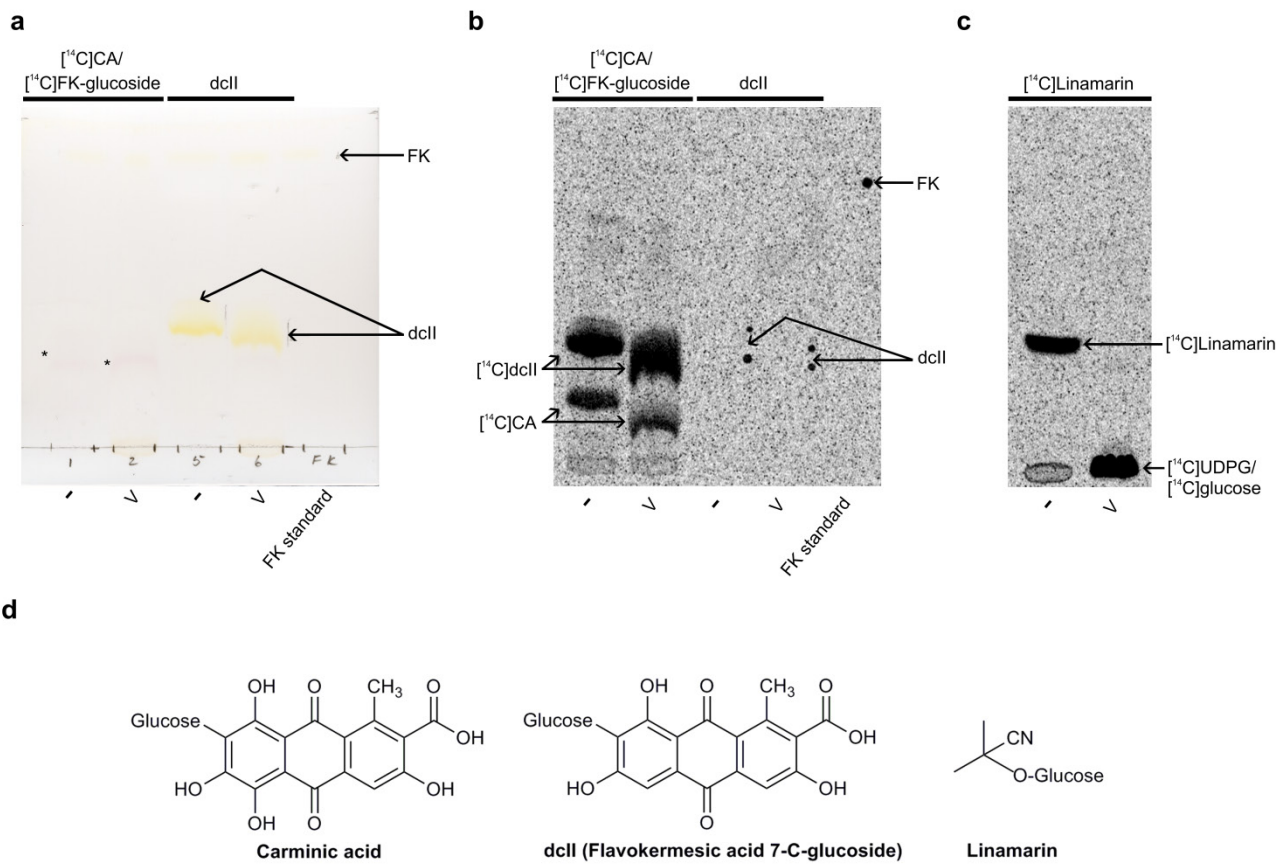 a
[¹⁴C]CA/
[¹⁴C]FK-glucoside
dcII
FK
dcII
*
*
1
2
5
6
FK
-
V
-
V
FK standard
b
[¹⁴C]CA/
[¹⁴C]FK-glucoside
dcII
FK
[¹⁴C]dcII
dcII
[¹⁴C]CA
-
V
-
V
FK standard
c
[¹⁴C]Linamarin
[¹⁴C]Linamarin
[¹⁴C]UDPG/
[¹⁴C]glucose
-
V
d
OH
O
CH₃
O
Glucose
OH
HO
OH
OH
O
Carminic acid
OH
O
CH₃
O
Glucose
OH
HO
OH
O
dcII (Flavokermesic acid 7-C-glucoside)
CN
O-Glucose
Linamarin